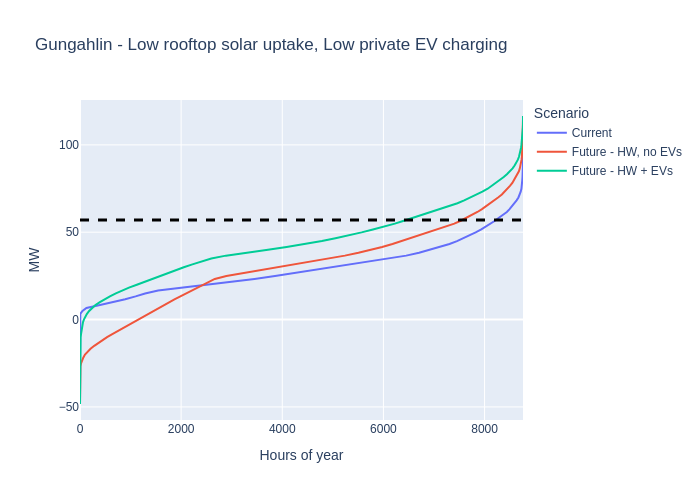 Gungahlin - Low rooftop solar uptake, Low private EV charging
Scenario
Current
Future - HW, no EVs
Future - HW + EVs
MW
100
50
0
−50
0
2000
4000
6000
8000
Hours of year